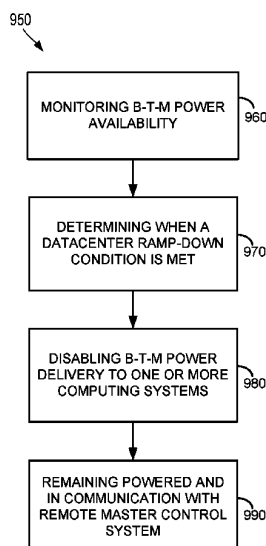 950
MONITORING B-T-M POWER
AVAILABILITY
960
DETERMINING WHEN A
DATACENTER RAMP-DOWN
CONDITION IS MET
970
DISABLING B-T-M POWER
DELIVERY TO ONE OR MORE
COMPUTING SYSTEMS
980
REMAINING POWERED AND
IN COMMUNICATION WITH
REMOTE MASTER CONTROL
SYSTEM
990